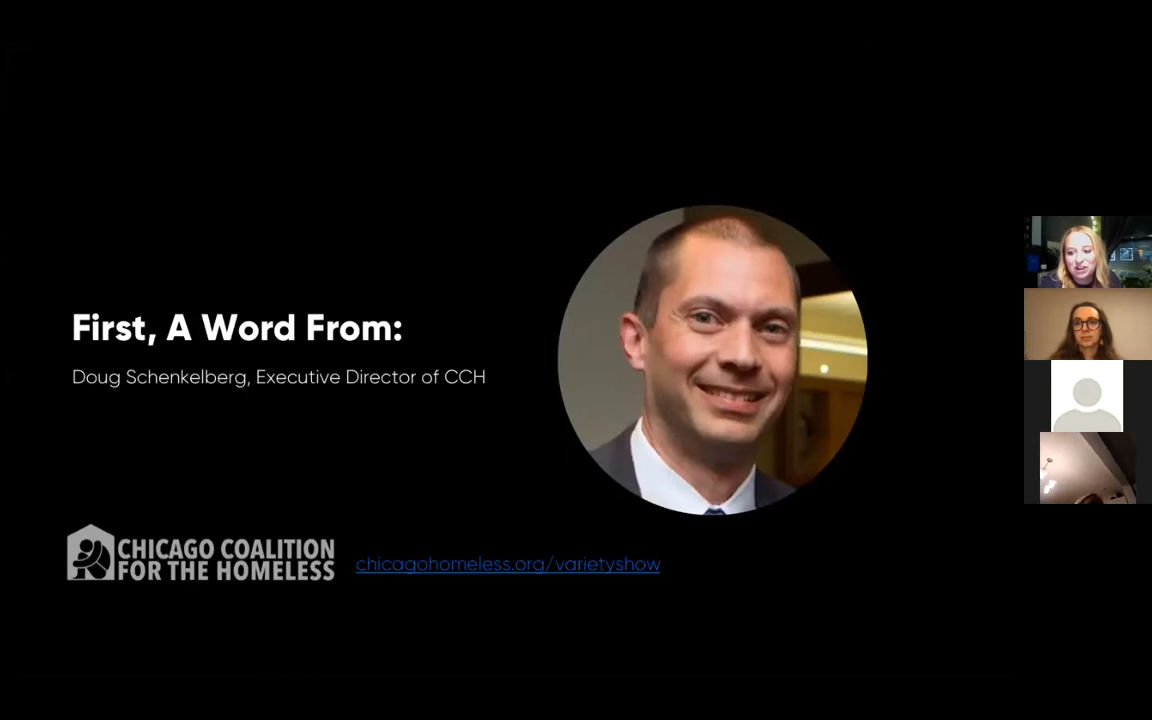 First, A Word From:
Doug Schenkelberg, Executive Director of CCH
CHICAGO COALITION
FOR THE HOMELESS
chicagohomeless.org/varietyshow